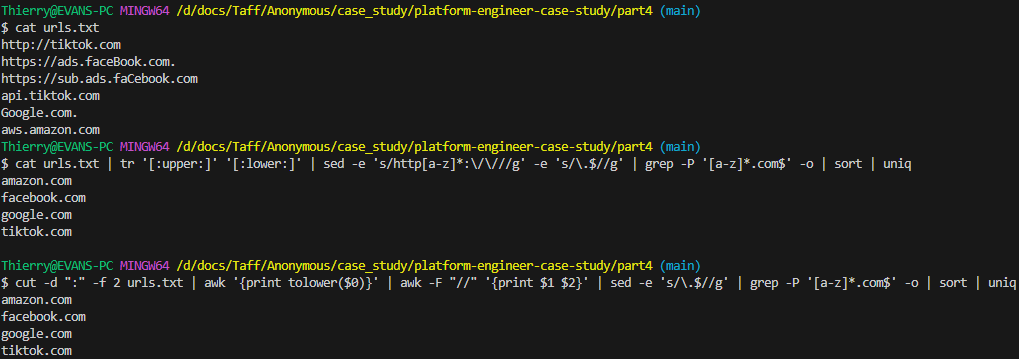 Thierry@EVANS-PC MINGW64 /d/docs/Taff/Anonymous/case_study/platform-engineer-case-study/part4 (main)
$ cat urls.txt
http://tiktok.com
https://ads.faceBook.com.
https://sub.ads.faCebook.com
api.tiktok.com
Google.com.
aws.amazon.com
Thierry@EVANS-PC MINGW64 /d/docs/Taff/Anonymous/case_study/platform-engineer-case-study/part4 (main)
$ cat urls.txt | tr '[:upper:]' '[:lower:]' | sed -e 's/http[a-z]*:\/\///g' -e 's/\.$//g' | grep -P '[a-z]*.com$' -o | sort | uniq
amazon.com
facebook.com
google.com
tiktok.com
Thierry@EVANS-PC MINGW64 /d/docs/Taff/Anonymous/case_study/platform-engineer-case-study/part4 (main)
$ cut -d ":" -f 2 urls.txt | awk '{print tolower($0)}' | awk -F "//" '{print $1 $2}' | sed -e 's/\.$//g' | grep -P '[a-z]*.com$' -o | sort | uniq
amazon.com
facebook.com
google.com
tiktok.com